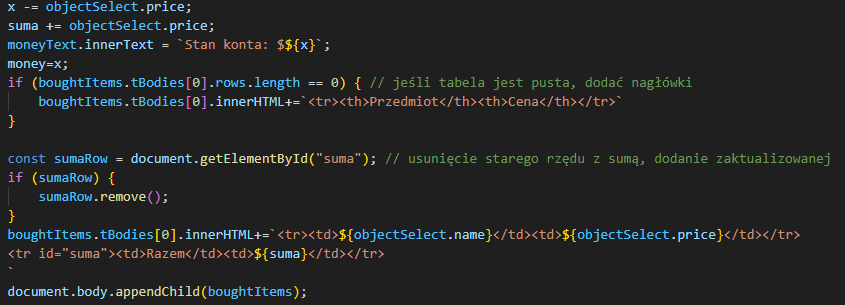 x -= objectSelect.price;
suma += objectSelect.price;
moneyText.innerText = `Stan konta: $${x}`;
money=x;
if (boughtItems.tBodies[0].rows.length == 0) { // jeśli tabela jest pusta, dodać nagłówki
    boughtItems.tBodies[0].innerHTML+=`<tr><th>Przedmiot</th><th>Cena</th></tr>`
}

const sumaRow = document.getElementById("suma"); // usunięcie starego rzędu z sumą, dodanie zaktualizowanej
if (sumaRow) {
    sumaRow.remove();
}
boughtItems.tBodies[0].innerHTML+=`<tr><td>${objectSelect.name}</td><td>${objectSelect.price}</td></tr>
<tr id="suma"><td>Razem</td><td>${suma}</td></tr>
`
document.body.appendChild(boughtItems);